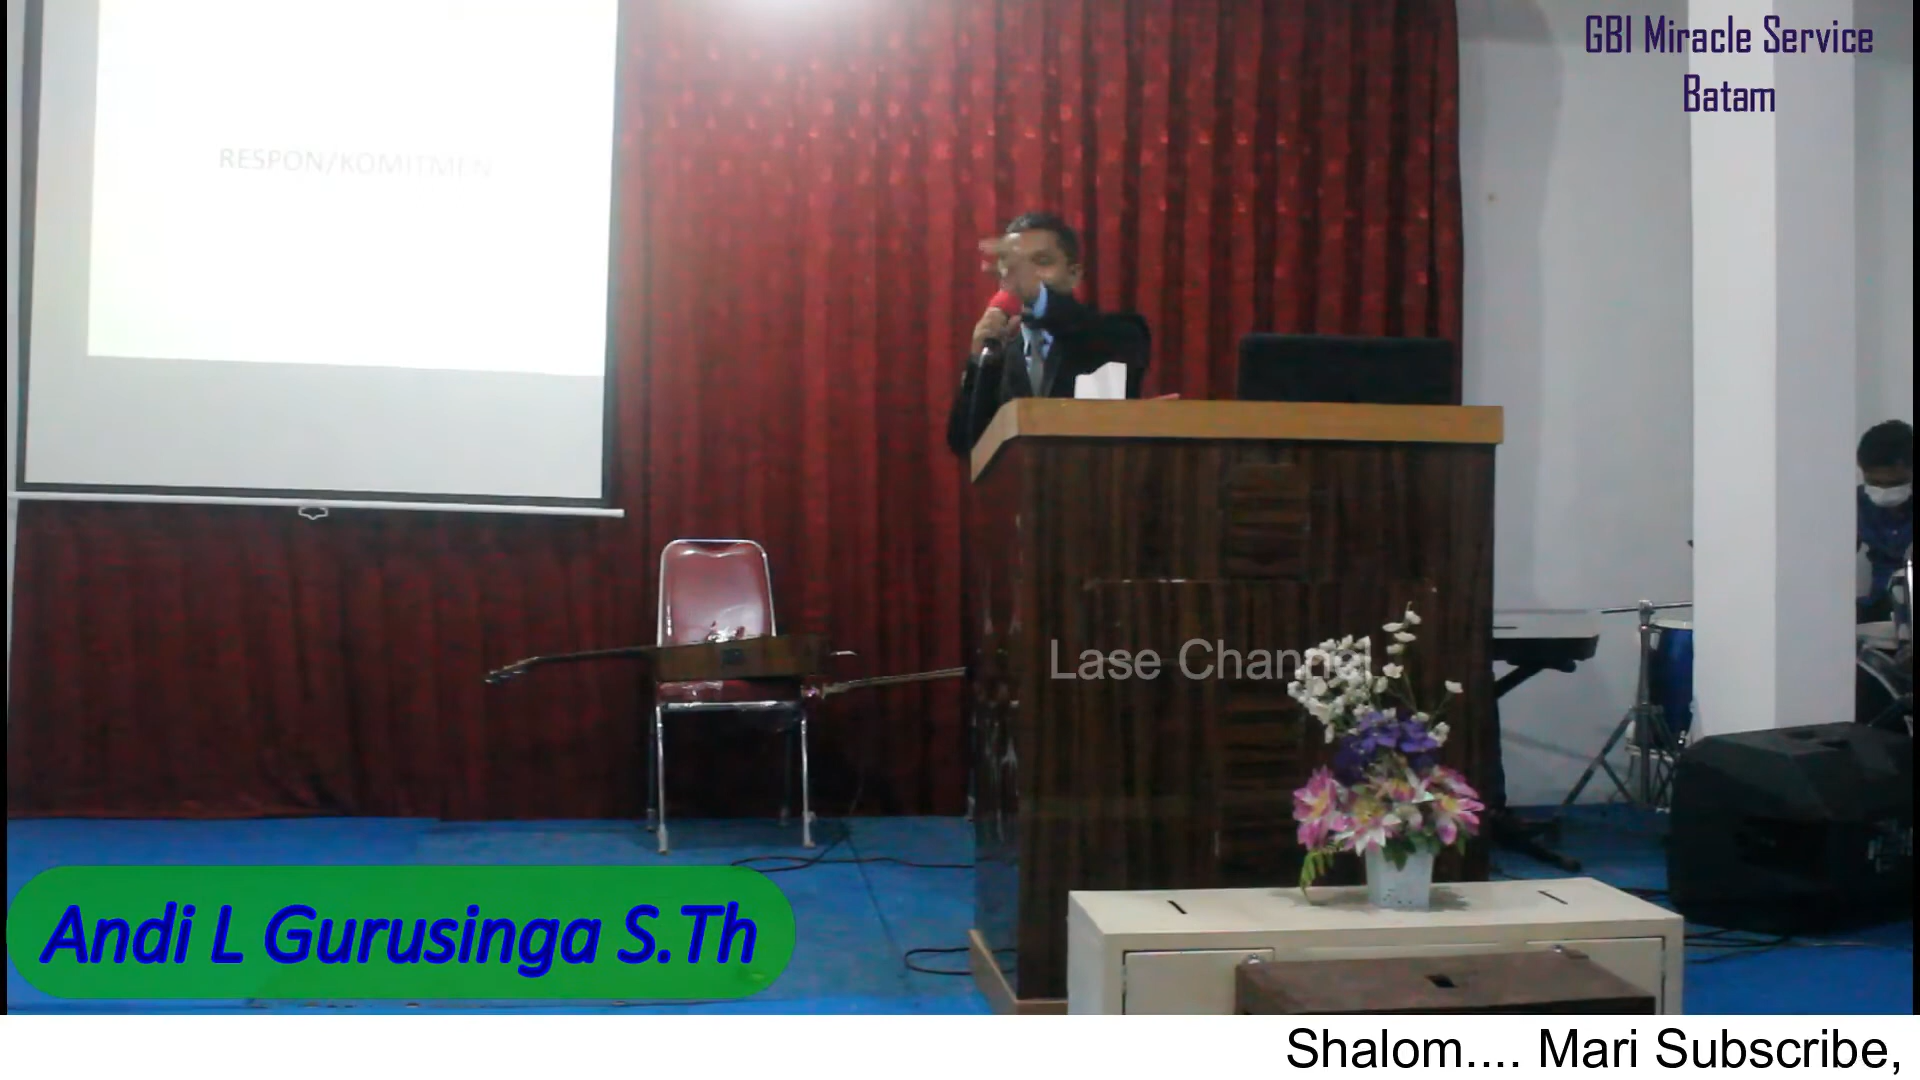 GBI Miracle Service
Batam
RESPON/KOMITMEN
Lase Channel
Andi L Gurusinga S.Th
Shalom.... Mari Subscribe,